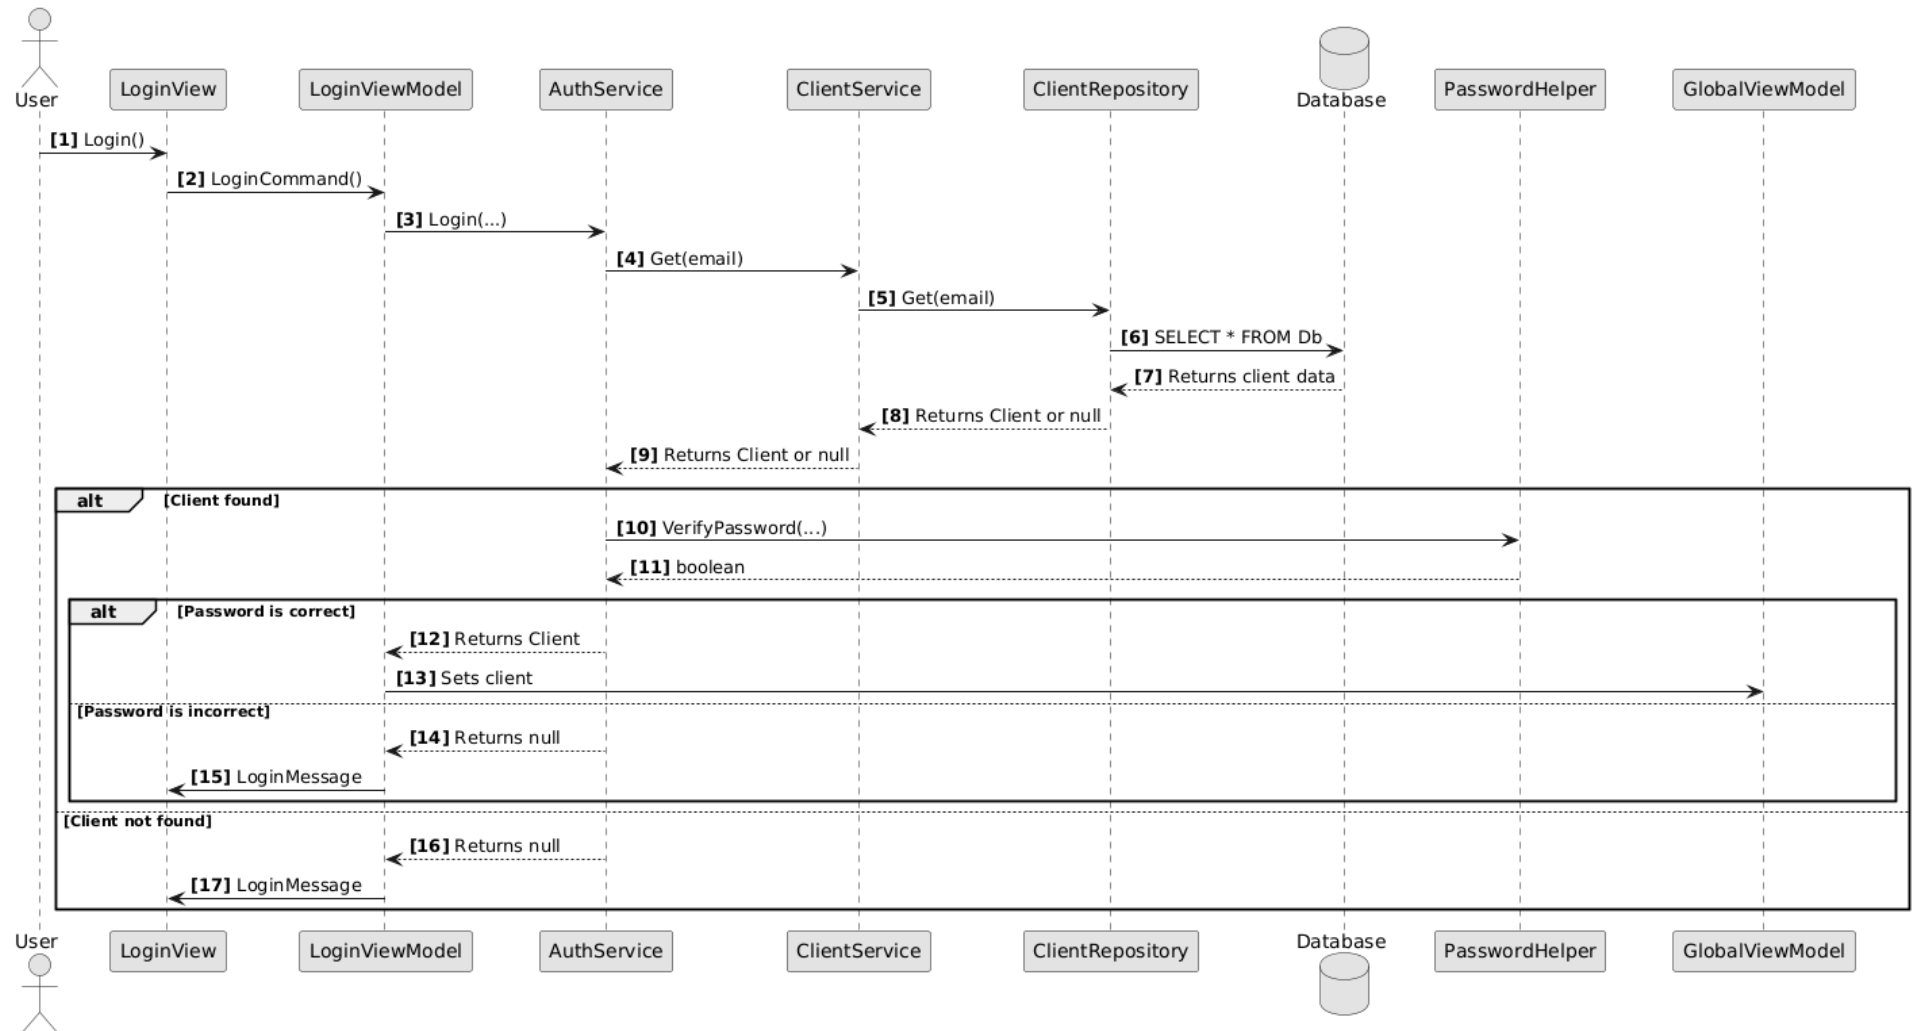 User
LoginView
LoginViewModel
AuthService
ClientService
ClientRepository
Database
PasswordHelper
GlobalViewModel
[1] Login()
[2] LoginCommand()
[3] Login(...)
[4] Get(email)
[5] Get(email)
[6] SELECT * FROM Db
[7] Returns client data
[8] Returns Client or null
[9] Returns Client or null
alt [Client found]
[10] VerifyPassword(...)
[11] boolean
alt [Password is correct]
[12] Returns Client
[13] Sets client
[Password is incorrect]
[14] Returns null
[15] LoginMessage
[Client not found]
[16] Returns null
[17] LoginMessage
User
LoginView
LoginViewModel
AuthService
ClientService
ClientRepository
Database
PasswordHelper
GlobalViewModel